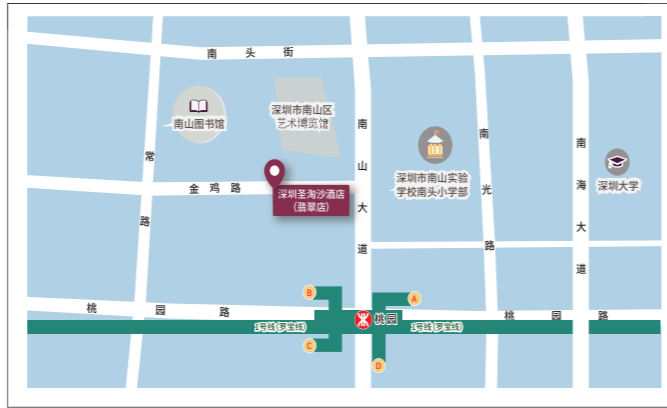 南头街
南山图书馆
深圳市南山区
艺术博览馆
南山大道
深圳市南山实验
学校南头小学部
南光路
南海大道
深圳大学
常路
金鸡路
深圳圣淘沙酒店
(翡翠店)
B
A
桃园路
桃园
桃园路
1号线(罗宝线)
1号线(罗宝线)
C
D